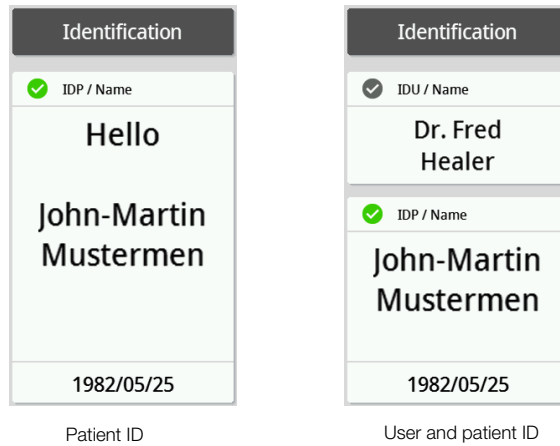 Identification
IDP / Name
Hello
John-Martin
Mustermen
1982/05/25
Patient ID
Identification
IDU / Name
Dr. Fred
Healer
IDP / Name
John-Martin
Mustermen
1982/05/25
User and patient ID